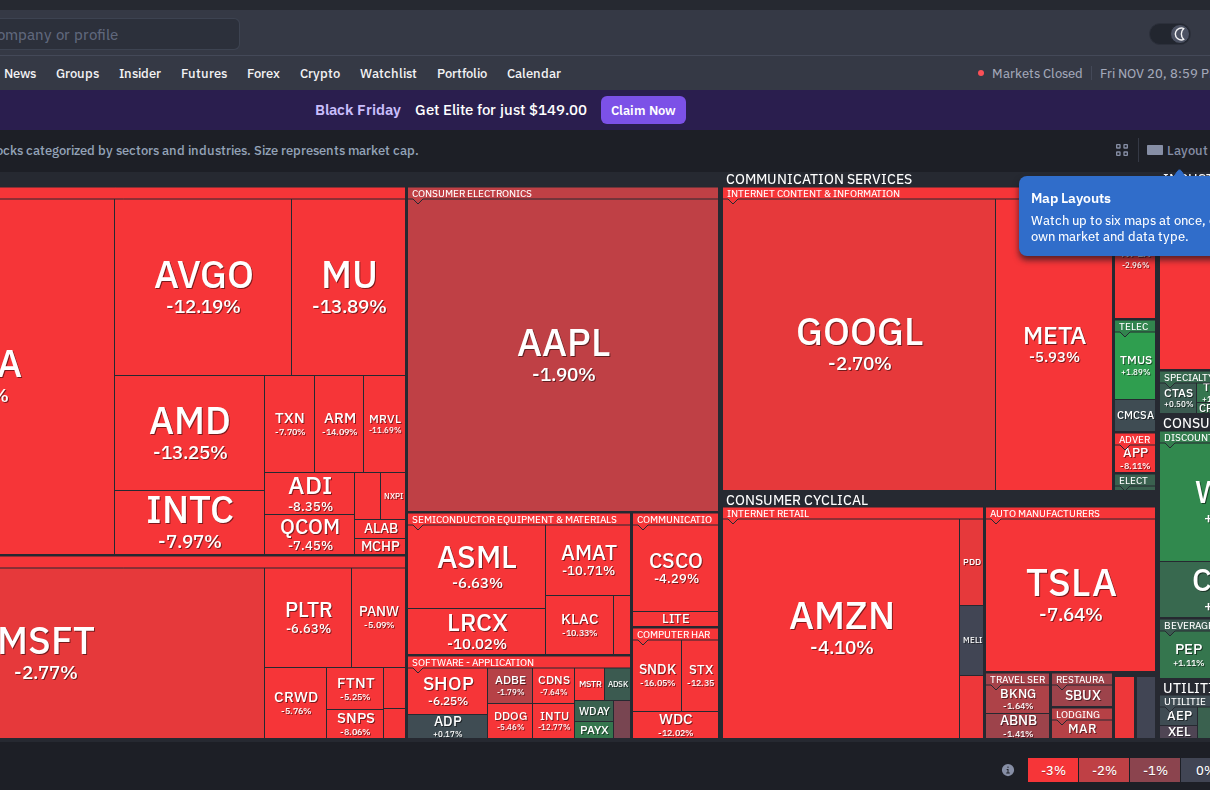 ompany or profile
News Groups Insider Futures Forex Crypto Watchlist Portfolio Calendar
Markets Closed Fri NOV 20, 8:59 P
Black Friday Get Elite for just $149.00 Claim Now
ocks categorized by sectors and industries. Size represents market cap.
Layout
Map Layouts
Watch up to six maps at once,
own market and data type.
A
%
AVGO
-12.19%
MU
-13.89%
AMD
-13.25%
INTC
-7.97%
TXN
-7.70%
ARM
-14.09%
MRVL
-11.69%
ADI
-8.35%
QCOM
-7.45%
NXPI
ALAB
MCHP
MSFT
-2.77%
PLTR
-6.63%
PANW
-5.09%
CRWD
-5.76%
FTNT
-5.25%
SNPS
-8.06%
CONSUMER ELECTRONICS
AAPL
-1.90%
SEMICONDUCTOR EQUIPMENT & MATERIALS
ASML
-6.63%
AMAT
-10.71%
LRCX
-10.02%
KLAC
-10.33%
COMMUNICATIO
CSCO
-4.29%
LITE
COMPUTER HAR
SNDK
-16.05%
STX
-12.35
WDC
-12.02%
SOFTWARE - APPLICATION
SHOP
-6.25%
ADP
+0.17%
ADBE
-1.79%
CDNS
-7.64%
MSTR
ADSK
DDOG
-5.46%
INTU
-12.77%
WDAY
PAYX
COMMUNICATION SERVICES
INTERNET CONTENT & INFORMATION
GOOGL
-2.70%
META
-5.93%
-2.96%
TELEC
TMUS
+1.89%
CMCSA
ADVER
APP
-8.11%
ELECT
CONSUMER CYCLICAL
INTERNET RETAIL
AMZN
-4.10%
PDD
MELI
AUTO MANUFACTURERS
TSLA
-7.64%
TRAVEL SER
BKNG
-1.64%
ABNB
-1.41%
RESTAURA
SBUX
LODGING
MAR
SPECIALTY
CTAS
+0.50%
CONSU
DISCOUNT
W
C
BEVERAG
PEP
+1.11%
UTILITI
UTILITIE
AEP
XEL
-3% -2% -1% 0%